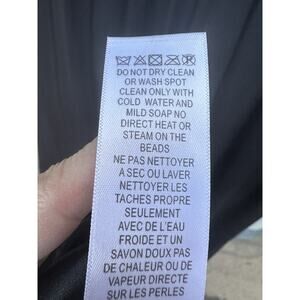 DO NOT DRY CLEAN
OR WASH SPOT
CLEAN ONLY WITH
COLD WATER AND
MILD SOAP NO
DIRECT HEAT OR
STEAM ON THE
BEADS
NE PAS NETTOYER
A SEC OU LAVER
NETTOYER LES
TACHES PROPRE
SEULEMENT
AVEC DE L'EAU
FROIDE ET UN
SAVON DOUX PAS
DE CHALEUR OU DE
VAPEUR DIRECTE
SUR LES PERLES